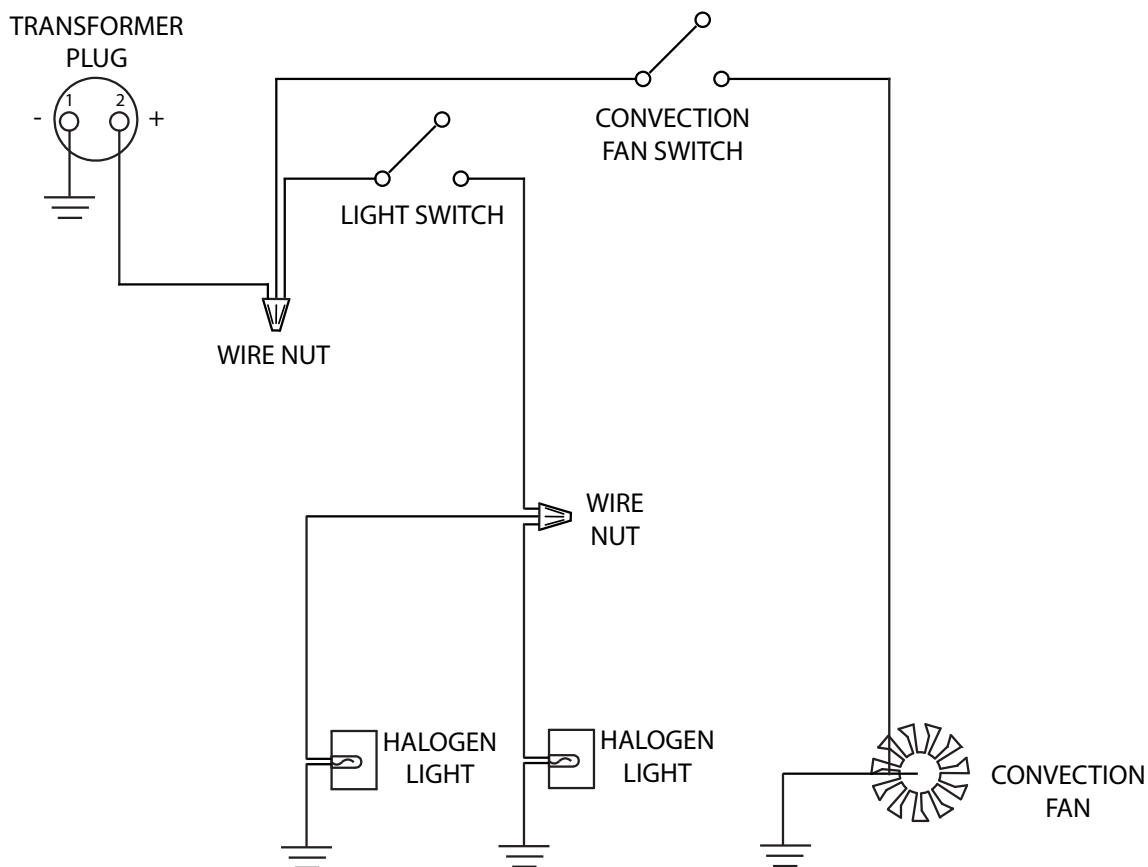 TRANSFORMER
PLUG
1
2
-
+
CONVECTION
FAN SWITCH
LIGHT SWITCH
WIRE NUT
WIRE
NUT
HALOGEN
LIGHT
HALOGEN
LIGHT
CONVECTION
FAN